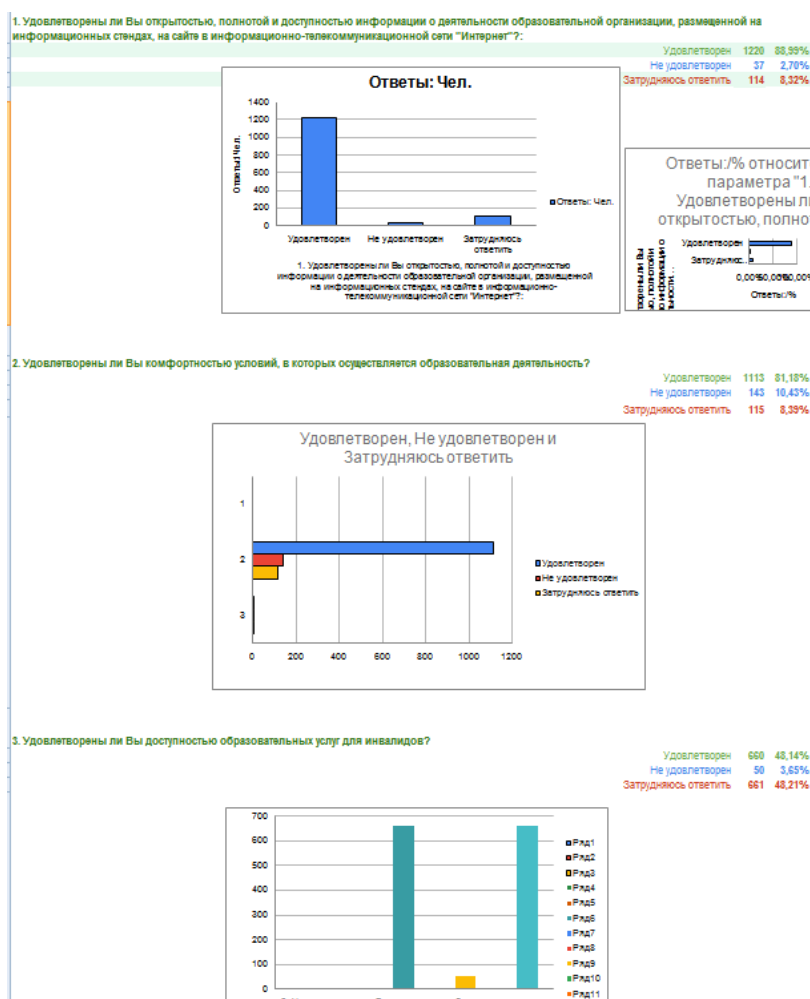 1. Удовлетворены ли Вы открытостью, полнотой и доступностью информации о деятельности образовательной организации, размещенной на
информационных стендах, на сайте в информационно-телекоммуникационной сети "Интернет"?:
Удовлетворен 1220 88,99%
Не удовлетворен 37 2,70%
Затрудняюсь ответить 114 8,32%
Ответы: Чел.
Ответы: Чел.
1400
1200
1000
800
600
400
200
0
Удовлетворен Не удовлетворен Затрудняюсь
ответить
Ответы: Чел.
1. Удовлетворены ли Вы открытостью, полнотой и доступностью
информации о деятельности образовательной организации, размещенной
на информационных стендах, на сайте в информационно-
телекоммуникационной сети "Интернет"?:
Ответы:/% относит
параметра "1.
Удовлетворены ли
открытостью, полно
Удовлетворен
Затрудняюс..
Ответы:/%
2. Удовлетворены ли Вы комфортностью условий, в которых осуществляется образовательная деятельность?
Удовлетворен 1113 81,18%
Не удовлетворен 143 10,43%
Затрудняюсь ответить 115 8,39%
Удовлетворен, Не удовлетворен и
Затрудняюсь ответить
1
2
3
0 200 400 600 800 1000 1200
Удовлетворен
Не удовлетворен
Затрудняюсь ответить
3. Удовлетворены ли Вы доступностью образовательных услуг для инвалидов?
Удовлетворен 660 48,14%
Не удовлетворен 50 3,65%
Затрудняюсь ответить 661 48,21%
700
600
500
400
300
200
100
0
Ряд1
Ряд2
Ряд3
Ряд4
Ряд5
Ряд6
Ряд7
Ряд8
Ряд9
Ряд10
Ряд11